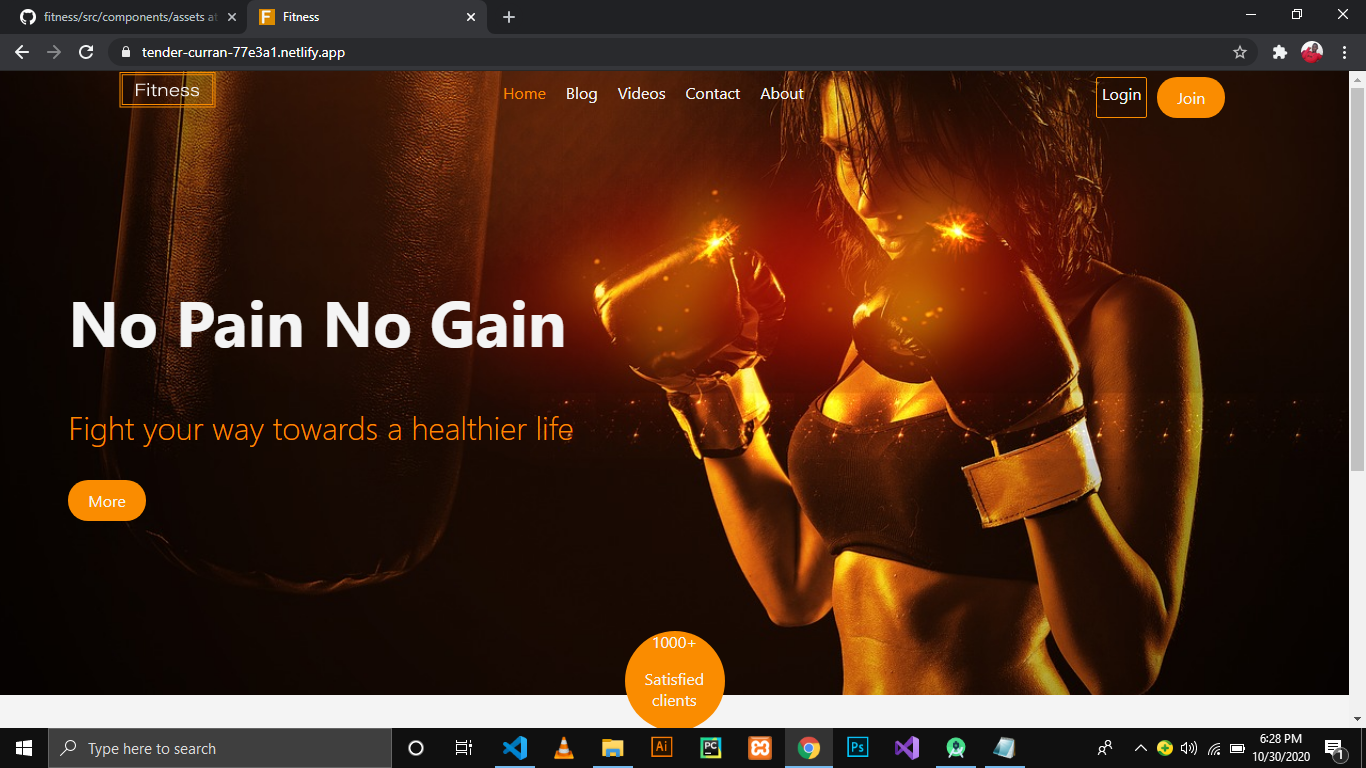 fitness/src/components/assets at
F Fitness
tender-curran-77e3a1.netlify.app
Fitness
Home Blog Videos Contact About
Login Join
No Pain No Gain
Fight your way towards a healthier life
More
1000+
Satisfied
clients
Type here to search
Ai
PC
Ps
6:28 PM
10/30/2020
1